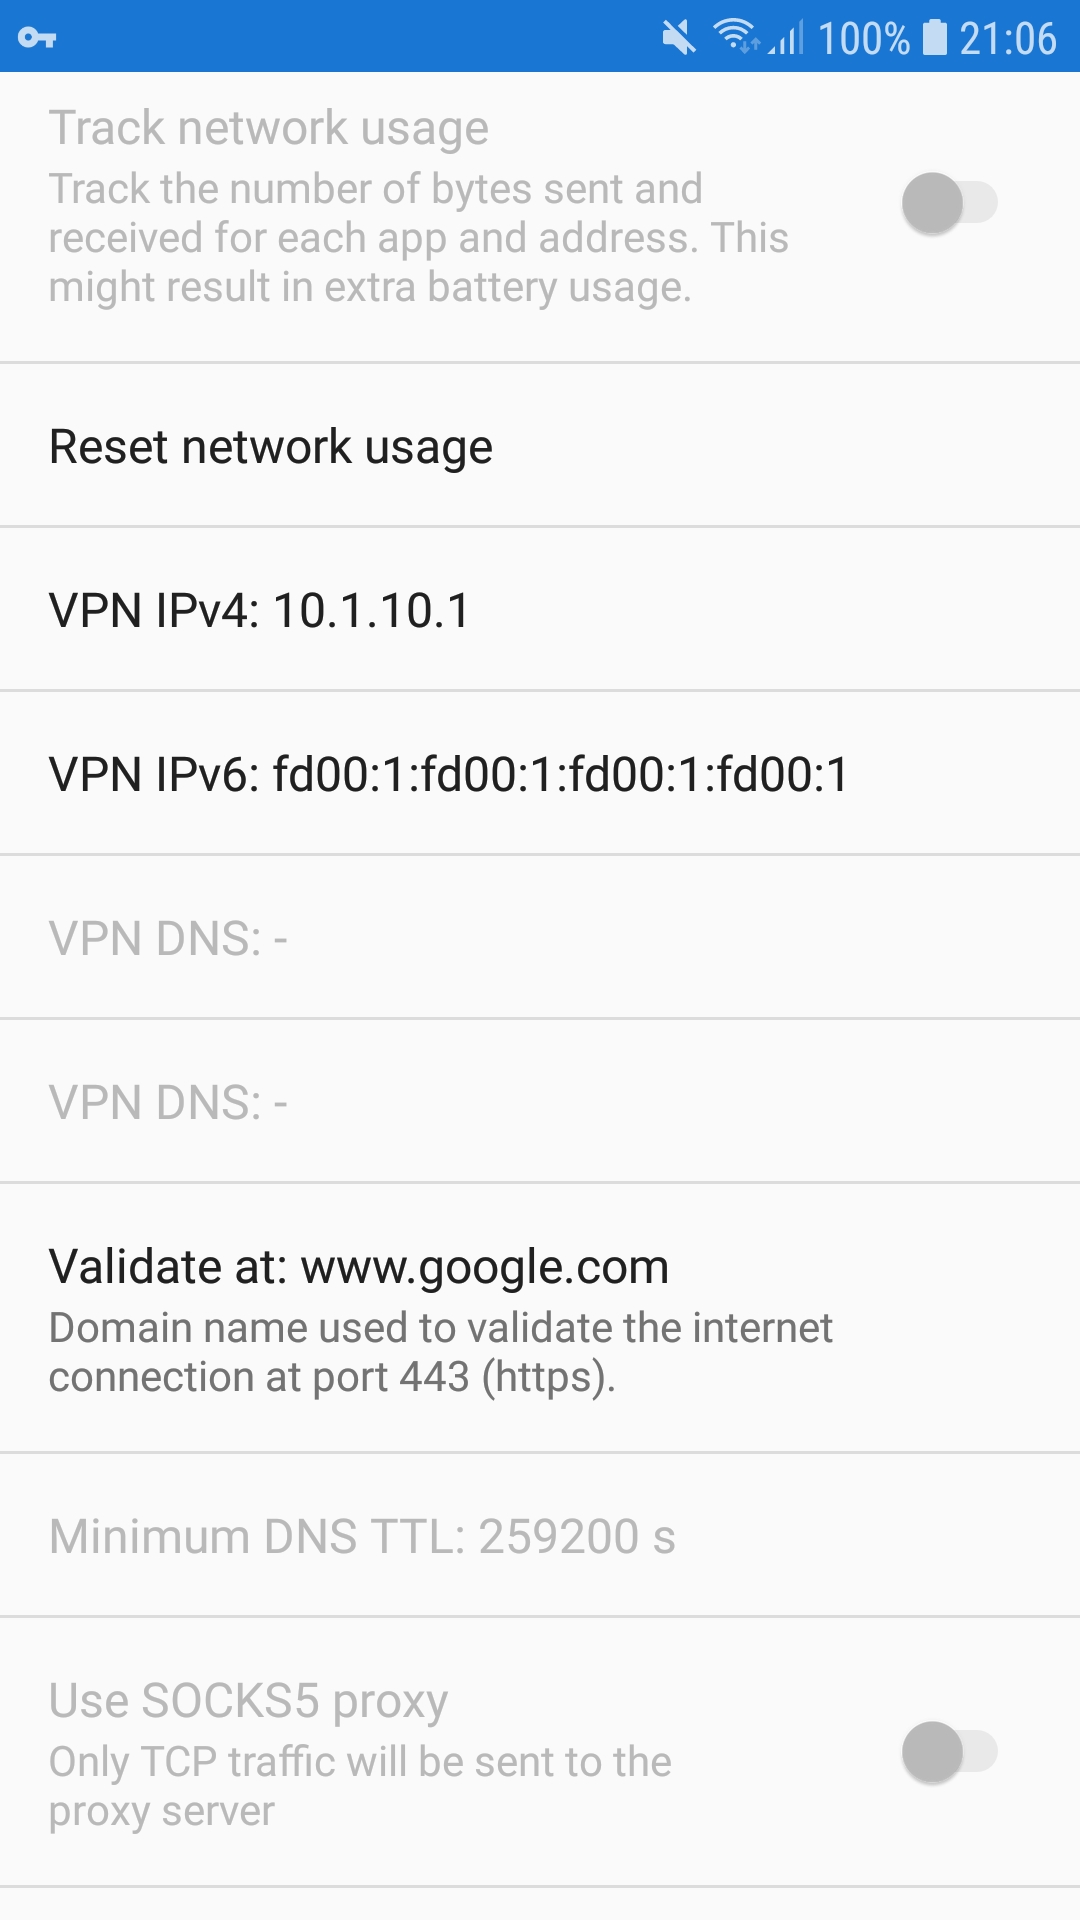 100% 21:06
Track network usage
Track the number of bytes sent and
received for each app and address. This
might result in extra battery usage.
Reset network usage
VPN IPv4: 10.1.10.1
VPN IPv6: fd00:1:fd00:1:fd00:1:fd00:1
VPN DNS: -
VPN DNS: -
Validate at: www.google.com
Domain name used to validate the internet
connection at port 443 (https).
Minimum DNS TTL: 259200 s
Use SOCKS5 proxy
Only TCP traffic will be sent to the
proxy server